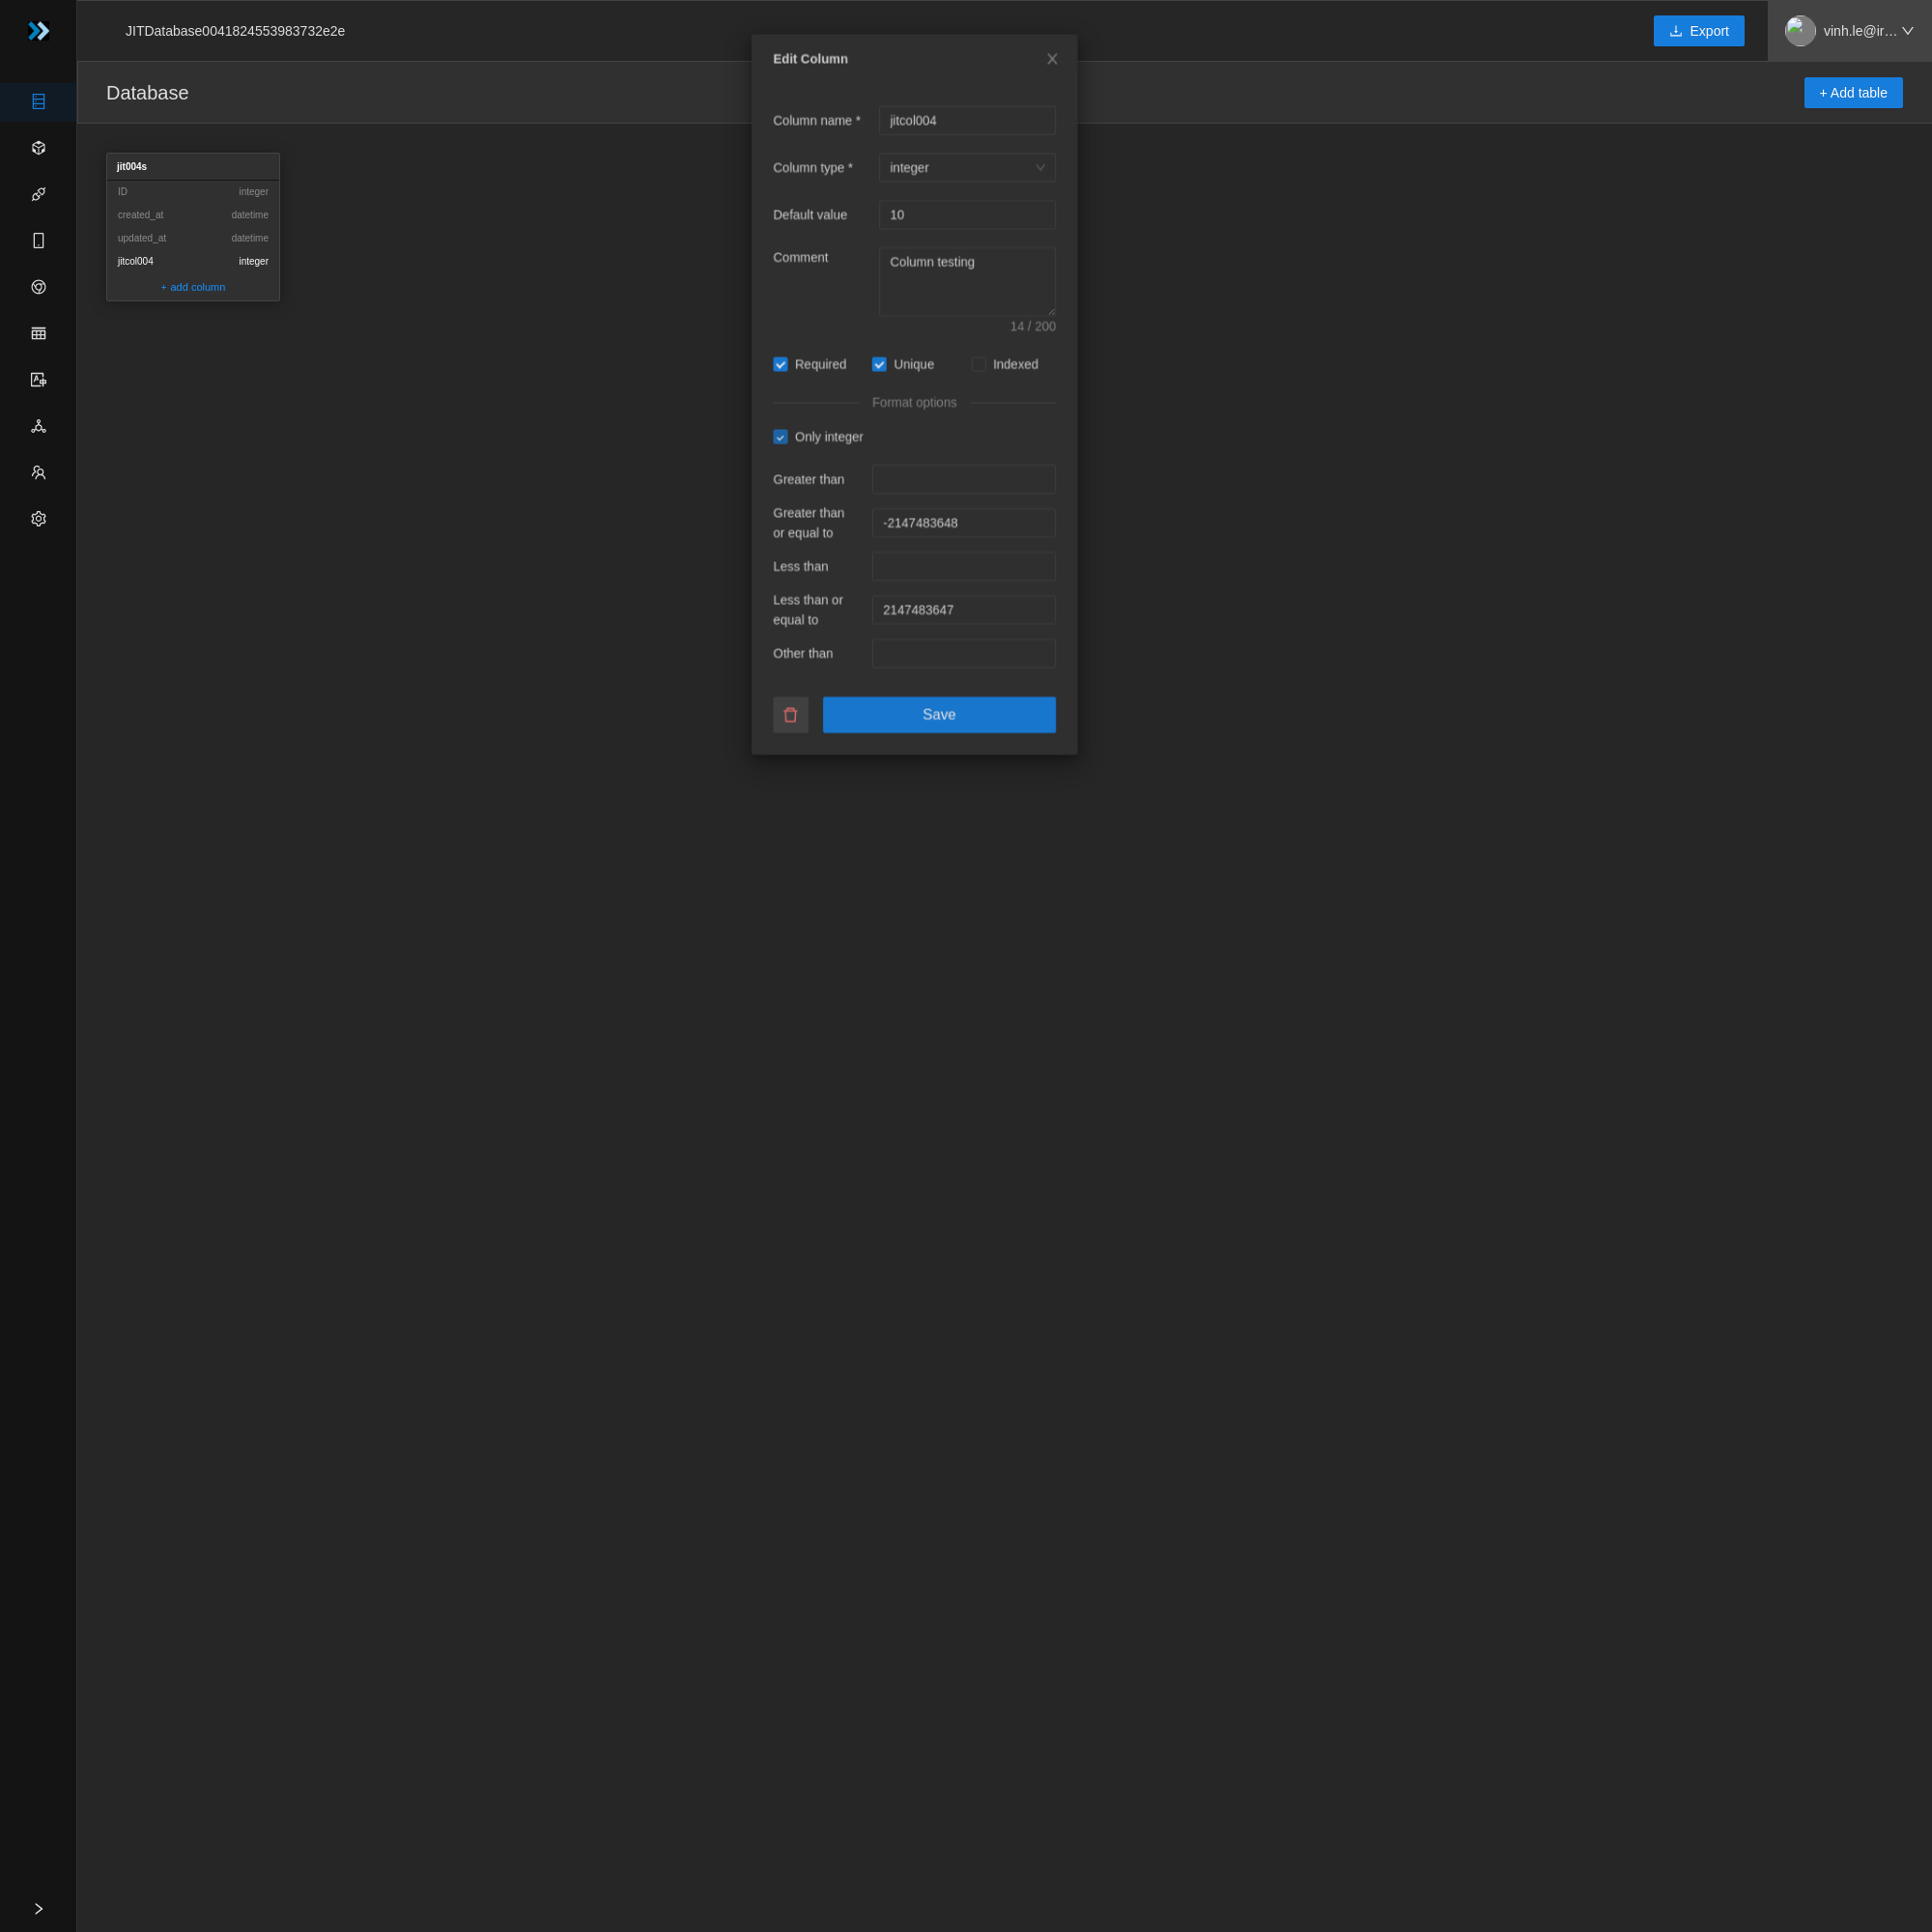 JITDatabase0041824553983732e2e
Export
vinh.le@ir...
Database
+ Add table
jit004s
ID integer
created_at datetime
updated_at datetime
jitcol004 integer
+ add column
Edit Column
Column name * jitcol004
Column type * integer
Default value 10
Comment Column testing
14 / 200
Required Unique Indexed
Format options
Only integer
Greater than
Greater than
or equal to -2147483648
Less than
Less than or
equal to 2147483647
Other than
Save